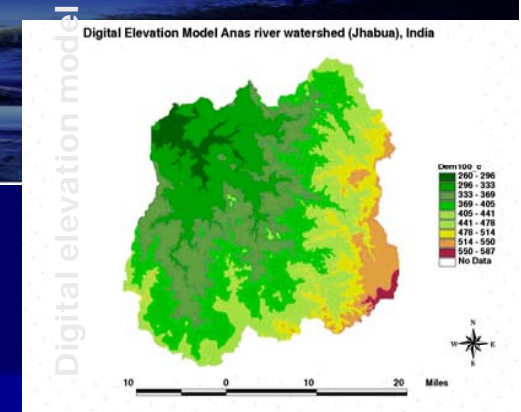 Digital Elevation Model Anas river watershed (Jhabua), India
Digital elevation model
Dem100_c
260 - 296
296 - 333
333 - 369
369 - 405
405 - 441
441 - 478
478 - 514
514 - 550
550 - 587
No Data
N
W E
S
10 0 10 20 Miles